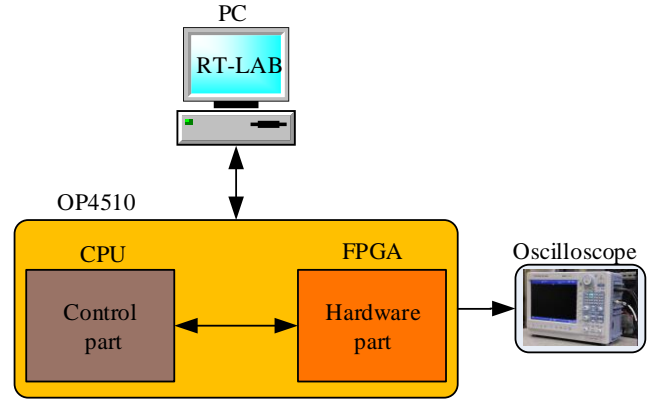 PC
RT-LAB
OP4510
CPU
FPGA
Oscilloscope
Control
part
Hardware
part